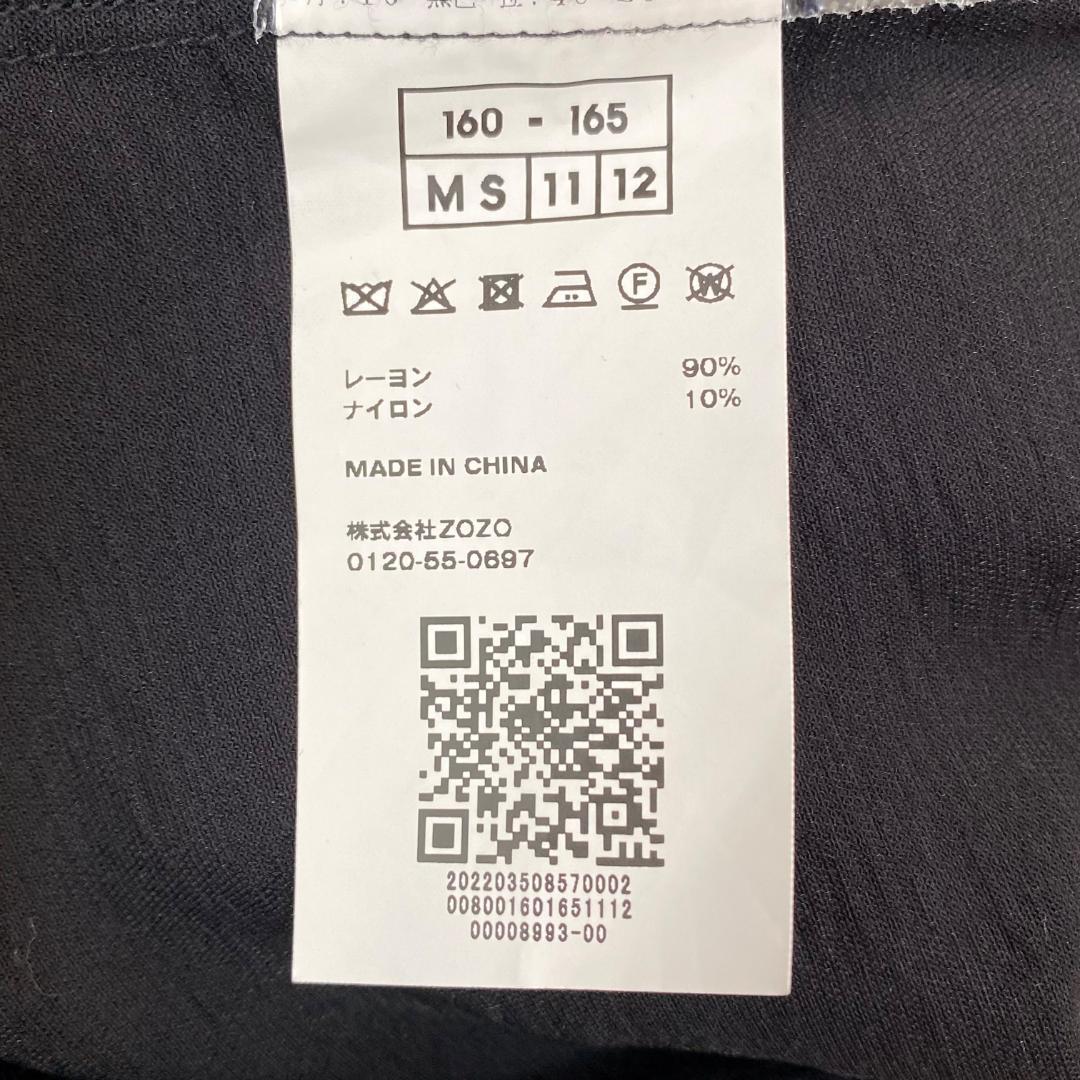 160 - 165
MS 11 12
F W
レーヨン 90%
ナイロン 10%
MADE IN CHINA
株式会社ZOZO
0120-55-0697
202203508570002
008001601651112
00008993-00